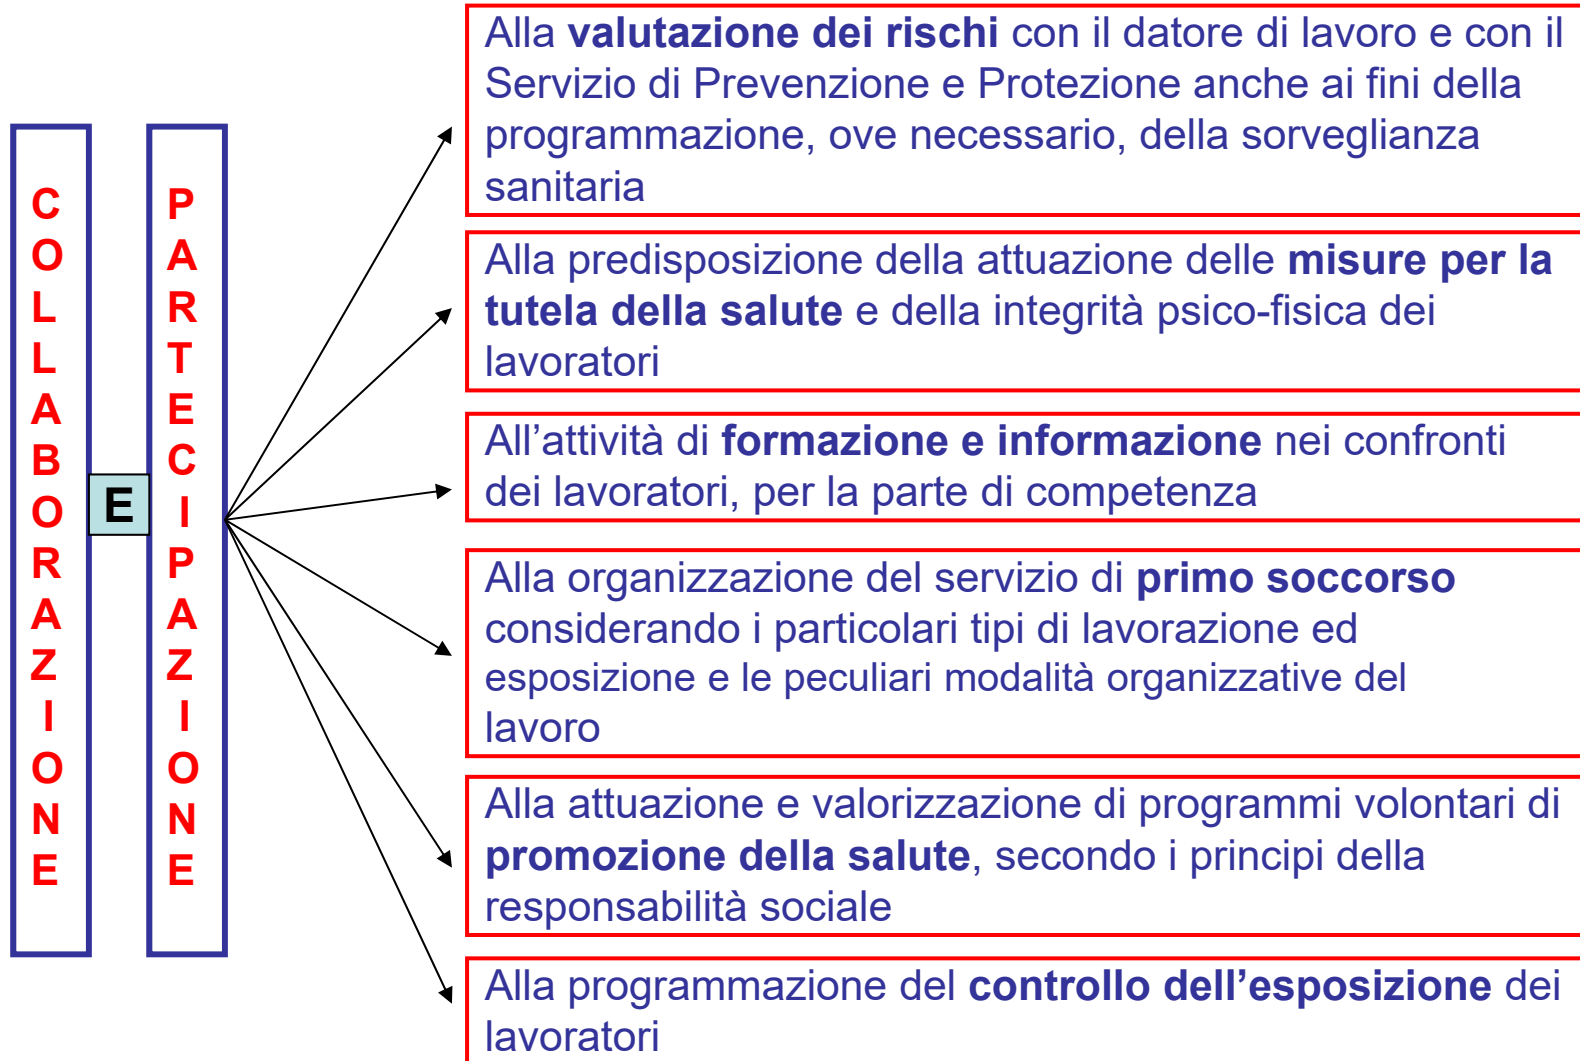 COLLABORAZIONE
E
PARTECIPAZIONE
Alla valutazione dei rischi con il datore di lavoro e con il
Servizio di Prevenzione e Protezione anche ai fini della
programmazione, ove necessario, della sorveglianza
sanitaria
Alla predisposizione della attuazione delle misure per la
tutela della salute e della integrità psico-fisica dei
lavoratori
All’attività di formazione e informazione nei confronti
dei lavoratori, per la parte di competenza
Alla organizzazione del servizio di primo soccorso
considerando i particolari tipi di lavorazione ed
esposizione e le peculiari modalità organizzative del
lavoro
Alla attuazione e valorizzazione di programmi volontari di
promozione della salute, secondo i principi della
responsabilità sociale
Alla programmazione del controllo dell’esposizione dei
lavoratori